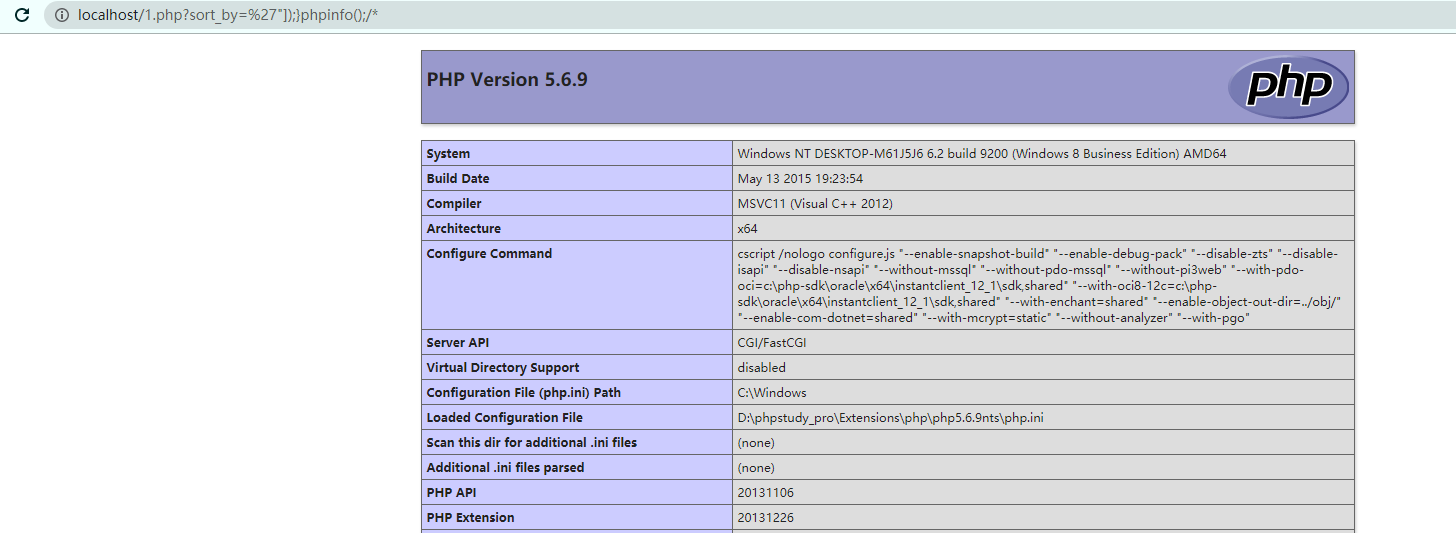 localhost/1.php?sort_by=%27"]);}phpinfo();/*
PHP Version 5.6.9
php
System Windows NT DESKTOP-M61J5J6 6.2 build 9200 (Windows 8 Business Edition) AMD64
Build Date May 13 2015 19:23:54
Compiler MSVC11 (Visual C++ 2012)
Architecture x64
Configure Command cscript /nologo configure.js "--enable-snapshot-build" "--enable-debug-pack" "--disable-zts" "--disable-
isapi" "--disable-nsapi" "--without-mssql" "--without-pdo-mssql" "--without-pi3web" "--with-pdo-
oci=c:\php-sdk\oracle\x64\instantclient_12_1\sdk,shared" "--with-oci8-12c=c:\php-
sdk\oracle\x64\instantclient_12_1\sdk,shared" "--with-enchant=shared" "--enable-object-out-dir=../obj/"
"--enable-com-dotnet=shared" "--with-mcrypt=static" "--without-analyzer" "--with-pgo"
Server API CGI/FastCGI
Virtual Directory Support disabled
Configuration File (php.ini) Path C:\Windows
Loaded Configuration File D:\phpstudy_pro\Extensions\php\php5.6.9nts\php.ini
Scan this dir for additional .ini files (none)
Additional .ini files parsed (none)
PHP API 20131106
PHP Extension 20131226